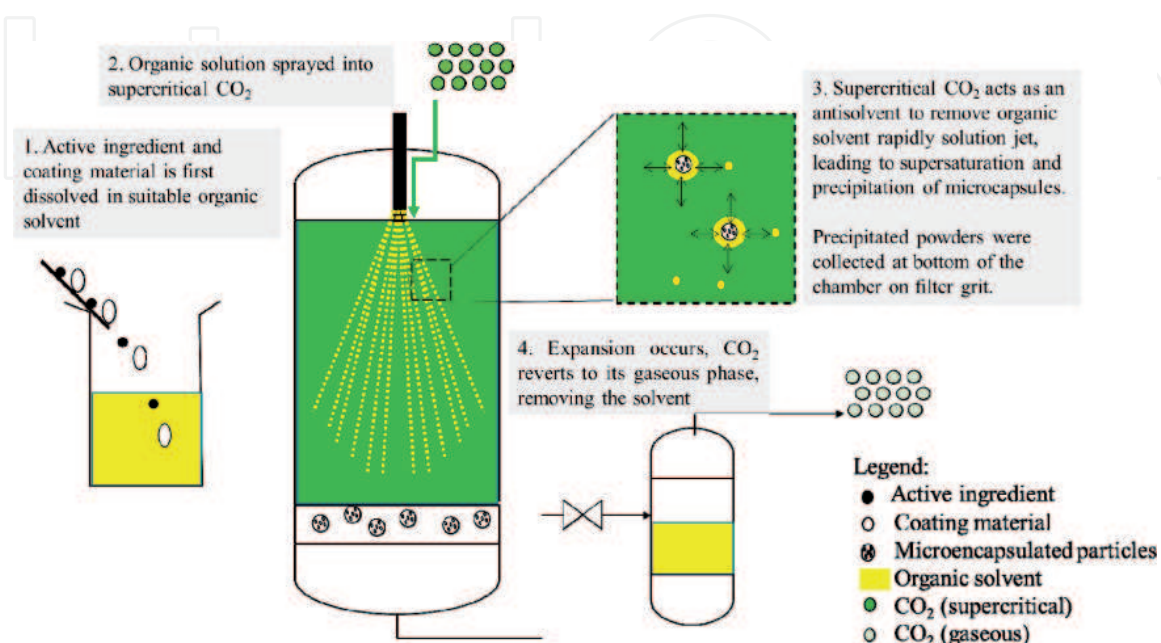 2. Organic solution sprayed into
supercritical CO₂
1. Active ingredient and
coating material is first
dissolved in suitable organic
solvent
3. Supercritical CO₂ acts as an
antisolvent to remove organic
solvent rapidly solution jet,
leading to supersaturation and
precipitation of microcapsules.
Precipitated powders were
collected at bottom of the
chamber on filter grit.
4. Expansion occurs, CO₂
reverts to its gaseous phase,
removing the solvent
Legend:
Active ingredient
Coating material
Microencapsulated particles
Organic solvent
CO₂ (supercritical)
CO₂ (gaseous)